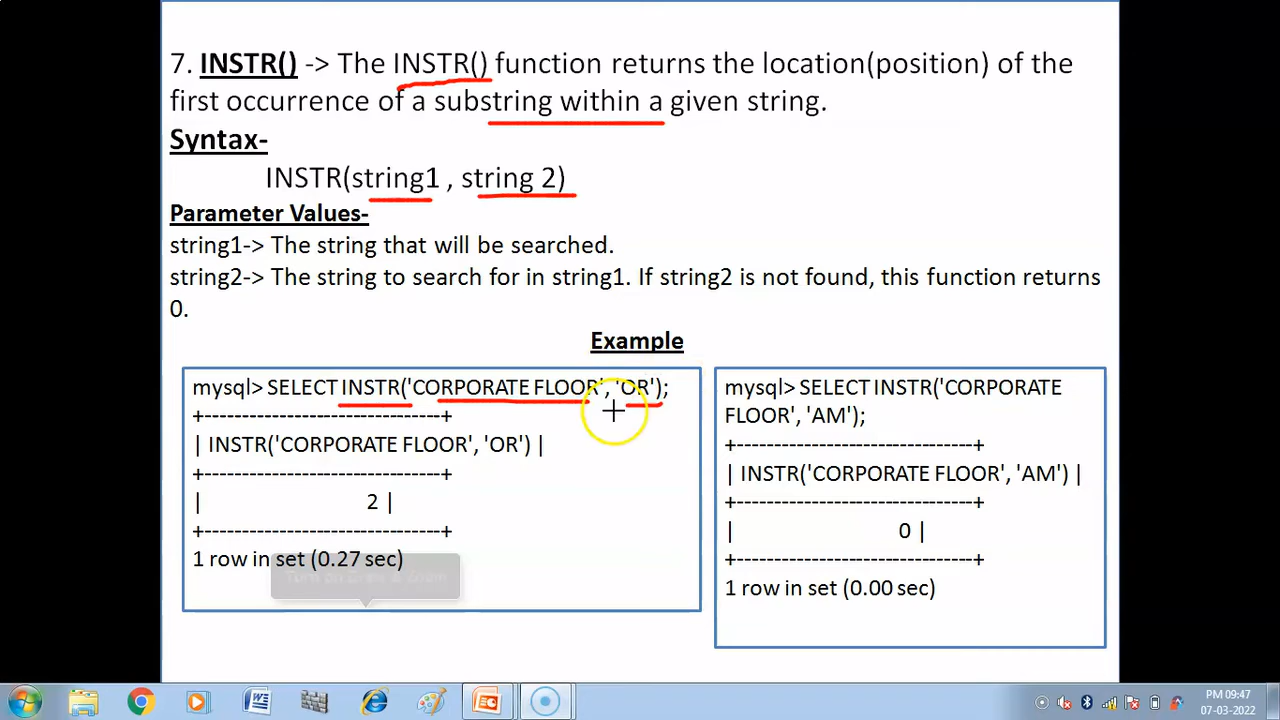 7. INSTR() -> The INSTR() function returns the location(position) of the
first occurrence of a substring within a given string.
Syntax-
INSTR(string1 , string 2)
Parameter Values-
string1-> The string that will be searched.
string2-> The string to search for in string1. If string2 is not found, this function returns
0.
Example
mysql> SELECT INSTR('CORPORATE FLOOR', 'OR');
+---------------------------------+
| INSTR('CORPORATE FLOOR', 'OR') |
+---------------------------------+
| 2 |
+---------------------------------+
1 row in set (0.27 sec)
mysql> SELECT INSTR('CORPORATE
FLOOR', 'AM');
+---------------------------------+
| INSTR('CORPORATE FLOOR', 'AM') |
+---------------------------------+
| 0 |
+---------------------------------+
1 row in set (0.00 sec)
PM 09:47
07-03-2022